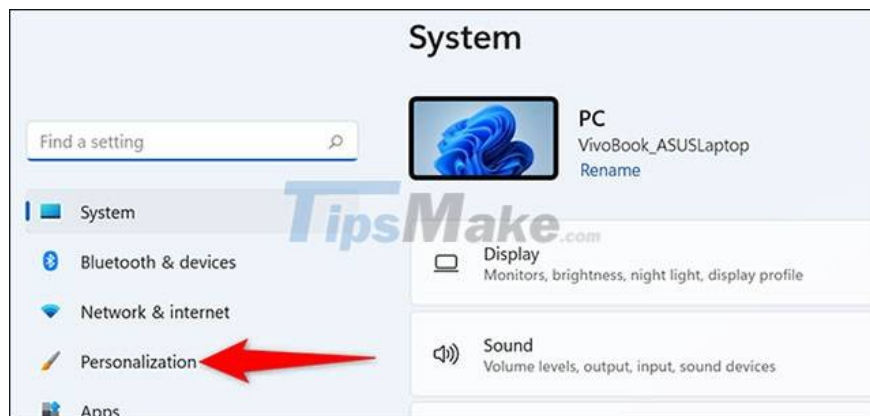 System
PC
VivoBook_ASUSLaptop
Rename
Find a setting
System
Bluetooth & devices
Network & internet
Personalization
Apps
TipsMake.com
Display
Monitors, brightness, night light, display profile
Sound
Volume levels, output, input, sound devices